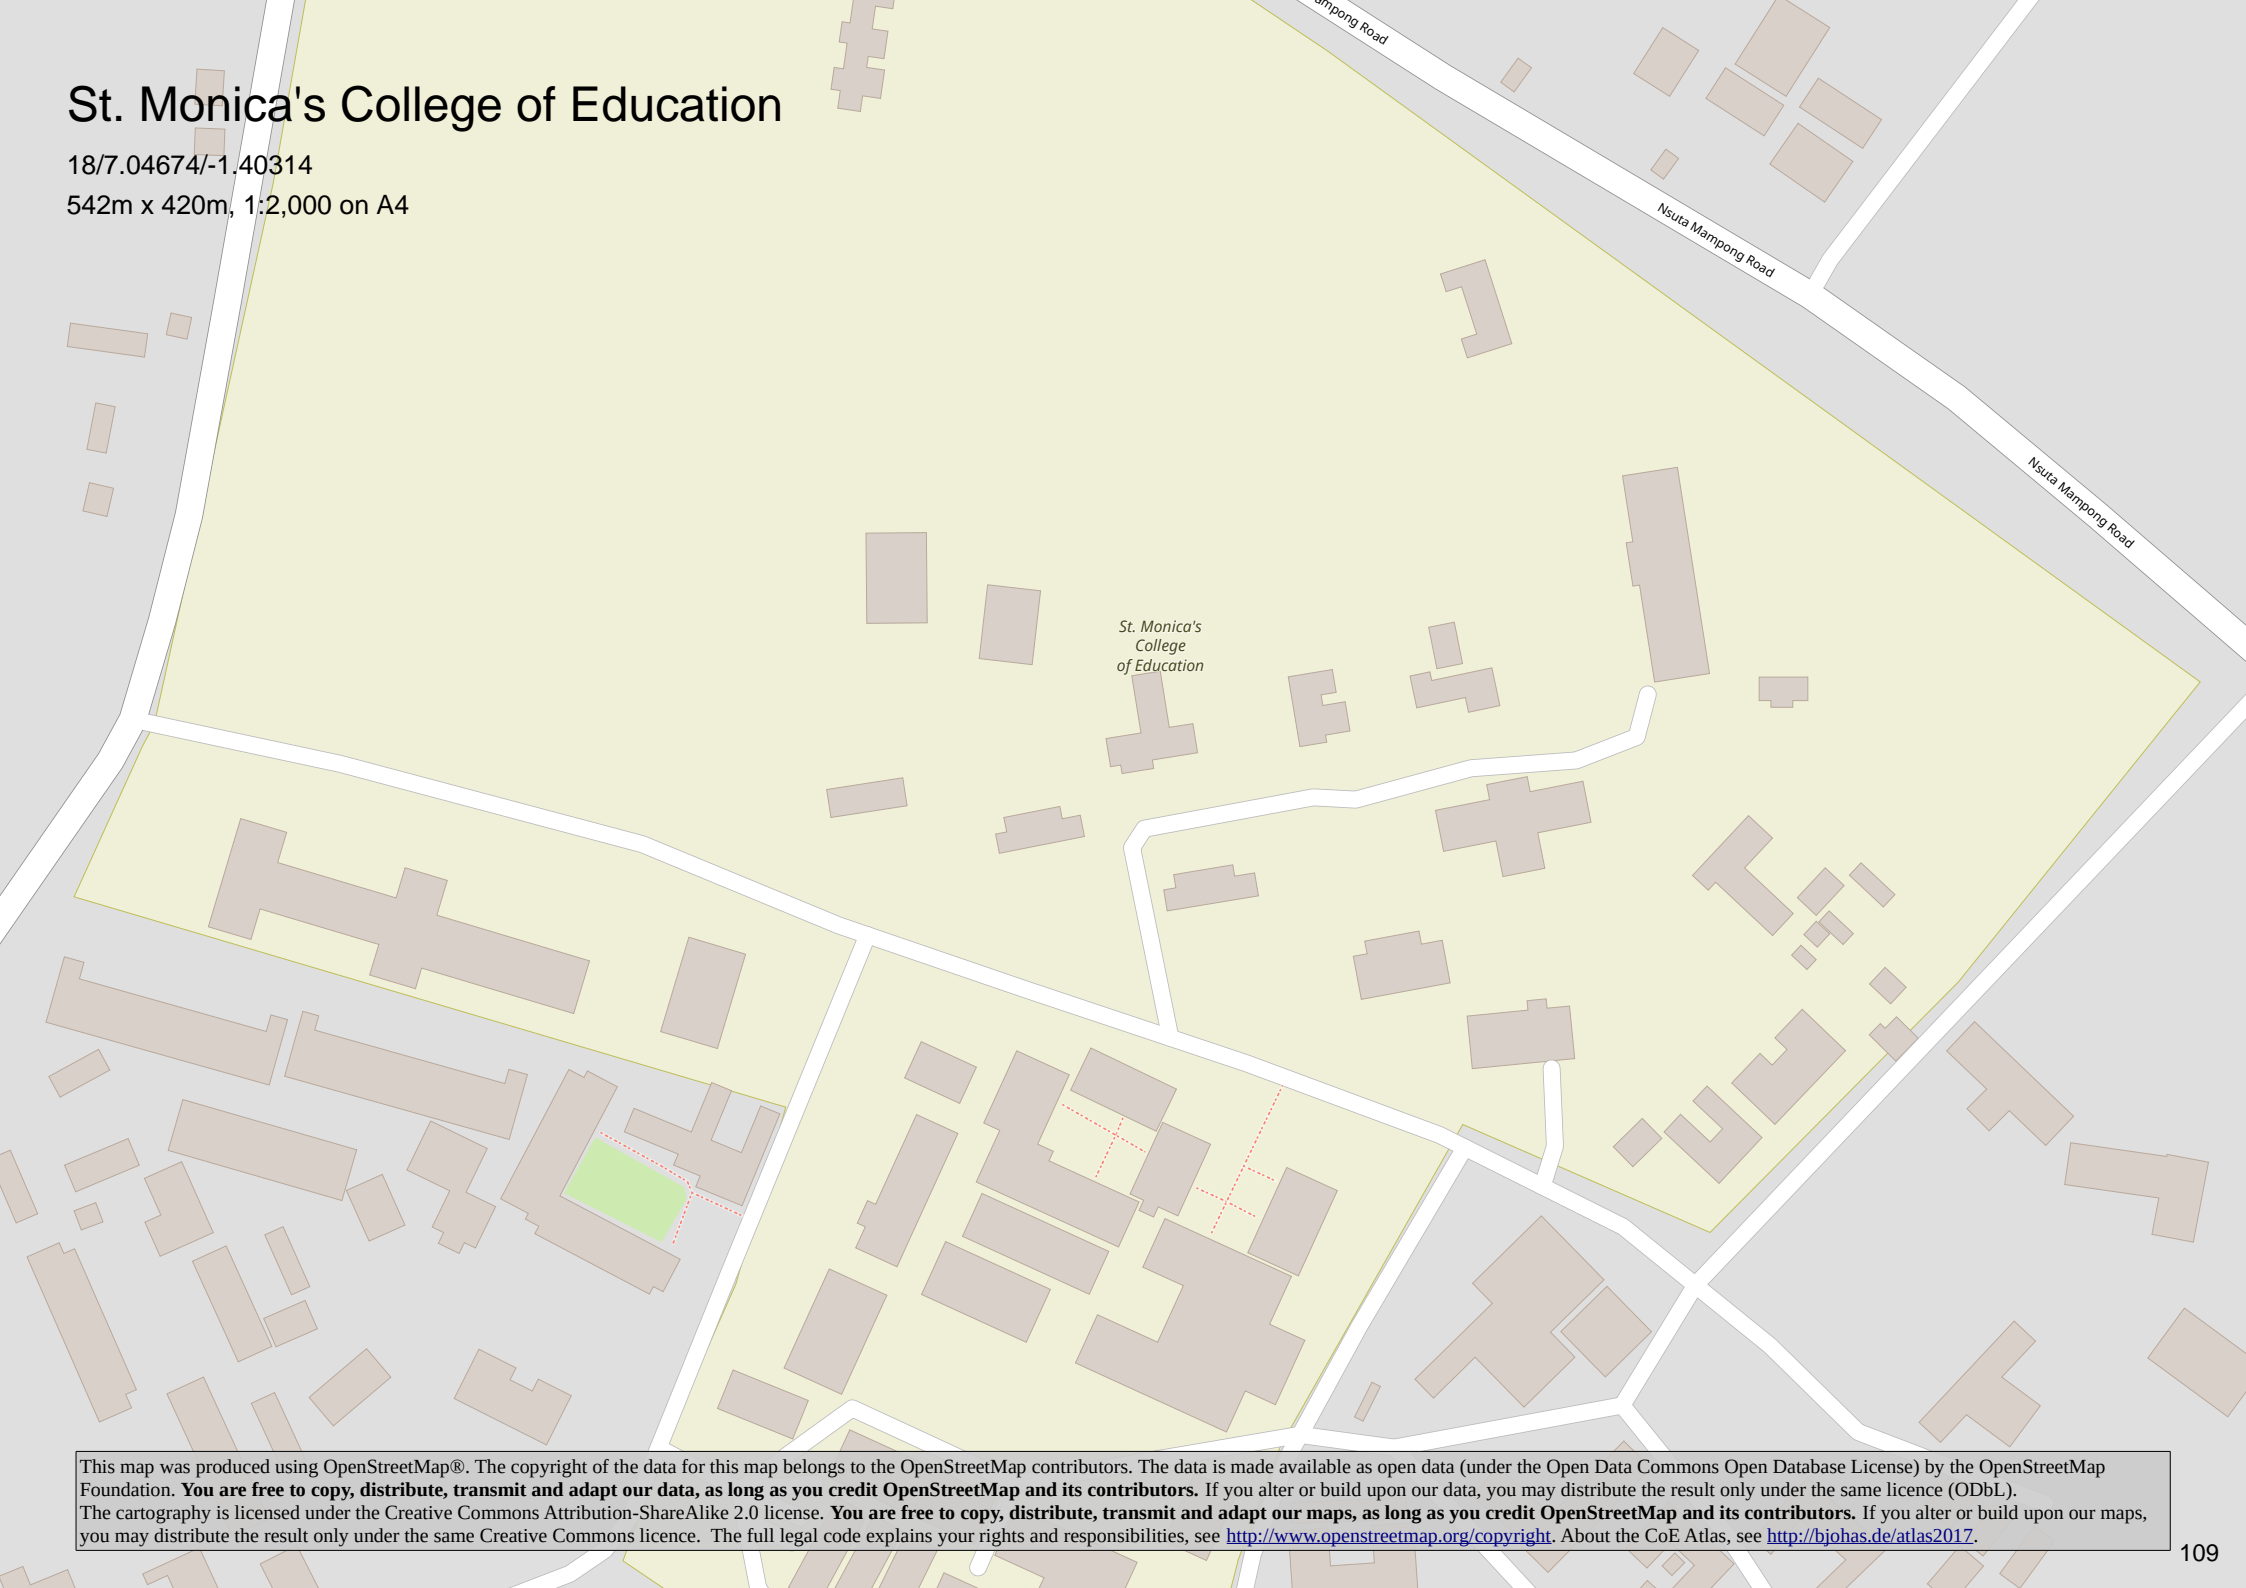 St. Monica's College of Education
18/7.04674/-1.40314
542m x 420m, 1:2,000 on A4
Road
Nsuta Mampong Road
Nsuta Mampong Road
St. Monica's
College
of Education
This map was produced using OpenStreetMap®. The copyright of the data for this map belongs to the OpenStreetMap contributors. The data is made available as open data (under the Open Data Commons Open Database License) by the OpenStreetMap
Foundation. You are free to copy, distribute, transmit and adapt our data, as long as you credit OpenStreetMap and its contributors. If you alter or build upon our data, you may distribute the result only under the same licence (ODbL).
The cartography is licensed under the Creative Commons Attribution-ShareAlike 2.0 license. You are free to copy, distribute, transmit and adapt our maps, as long as you credit OpenStreetMap and its contributors. If you alter or build upon our maps,
you may distribute the result only under the same Creative Commons licence. The full legal code explains your rights and responsibilities, see http://www.openstreetmap.org/copyright. About the CoE Atlas, see http://bjohas.de/atlas2017.
109